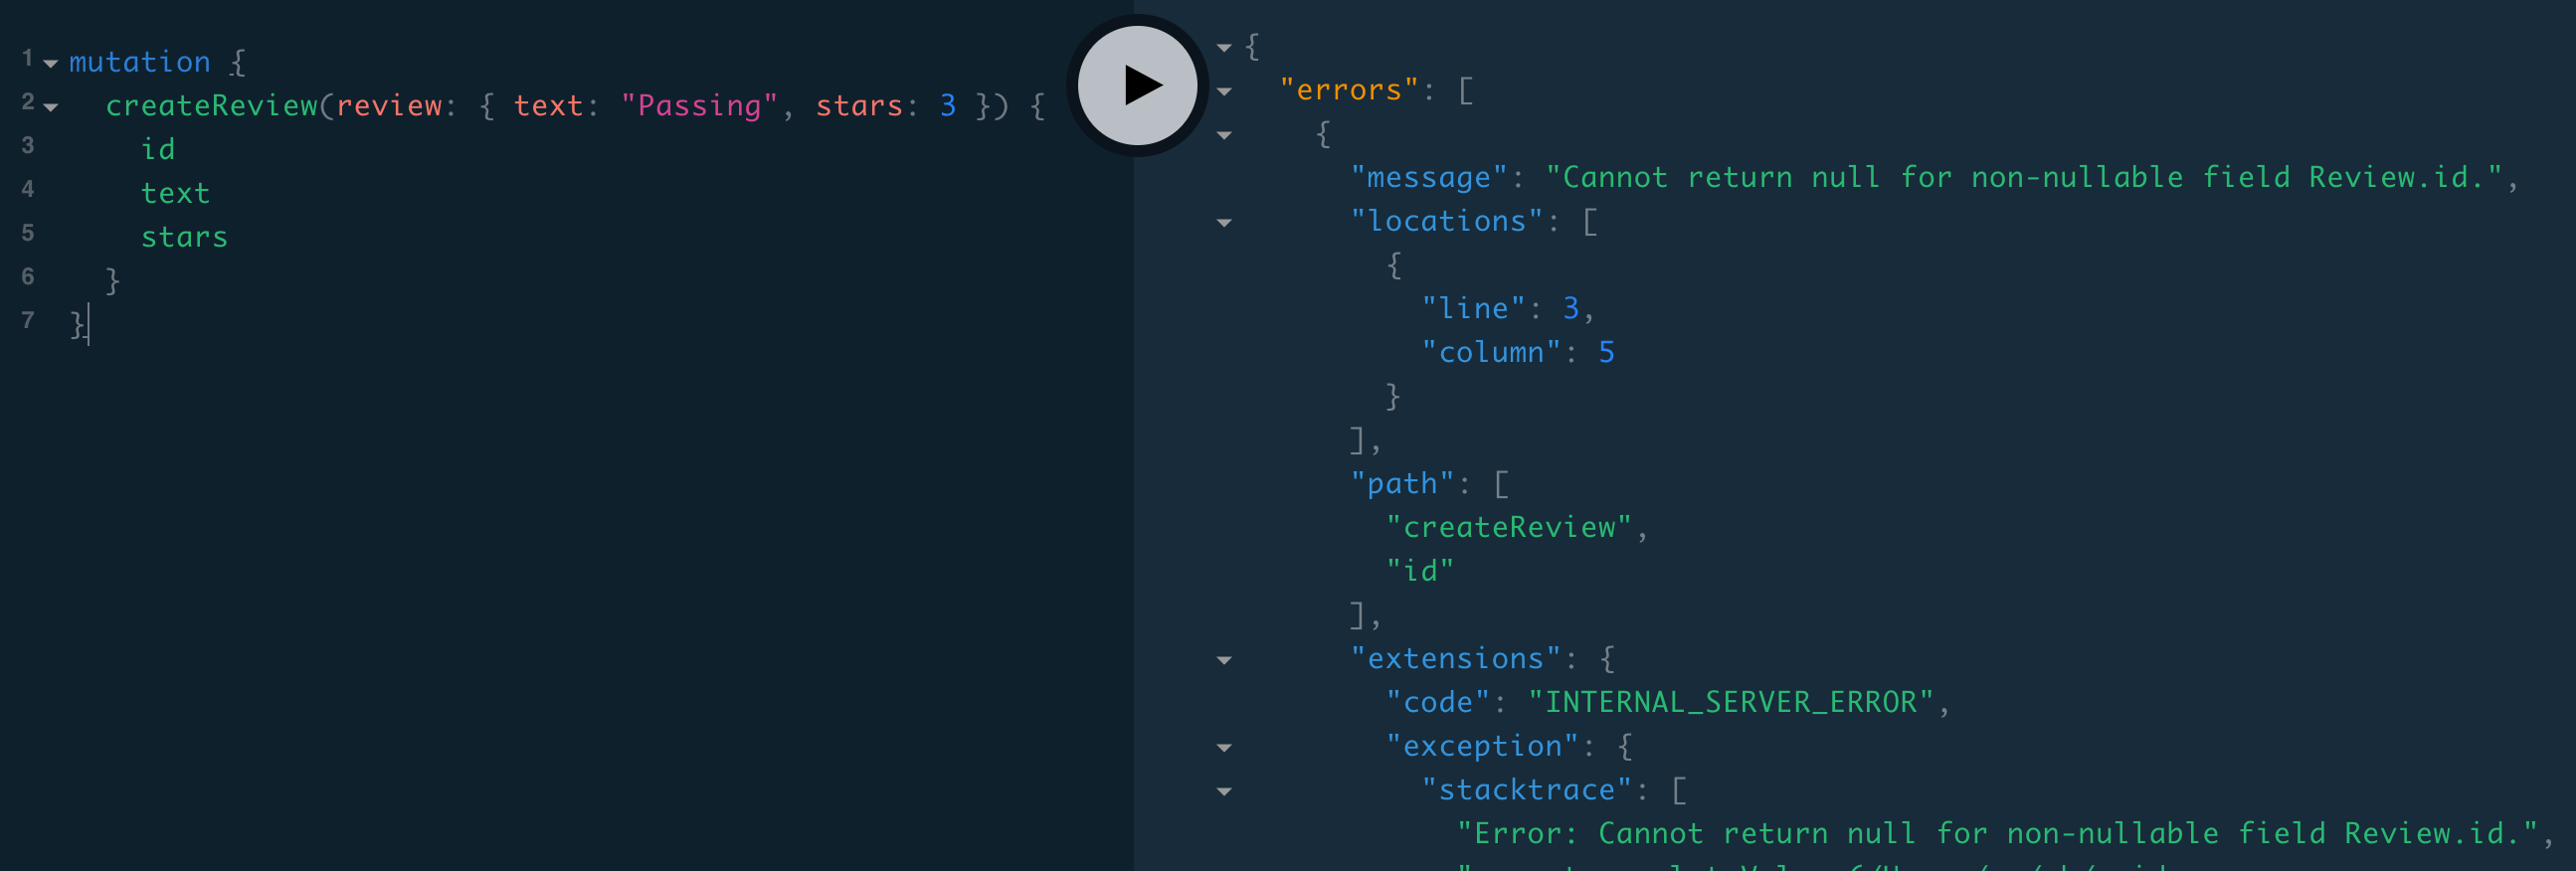 1 mutation {
2 createReview(review: { text: "Passing", stars: 3 }) {
3 id
4 text
5 stars
6 }
7 }
{
"errors": [
{
"message": "Cannot return null for non-nullable field Review.id.",
"locations": [
{
"line": 3,
"column": 5
}
],
"path": [
"createReview",
"id"
],
"extensions": {
"code": "INTERNAL_SERVER_ERROR",
"exception": {
"stacktrace": [
"Error: Cannot return null for non-nullable field Review.id.",